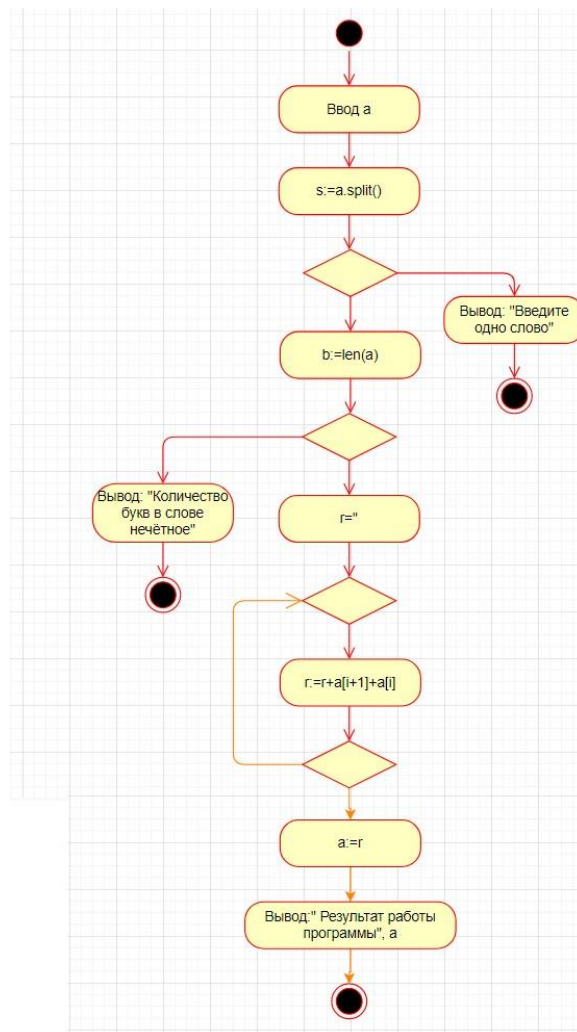 Ввод a
s:=a.split()
Вывод: "Введите
одно слово"
b:=len(a)
Вывод: "Количество
букв в слове
нечётное"
r="
r:=r+a[i+1]+a[i]
a:=r
Вывод:" Результат работы
программы", a